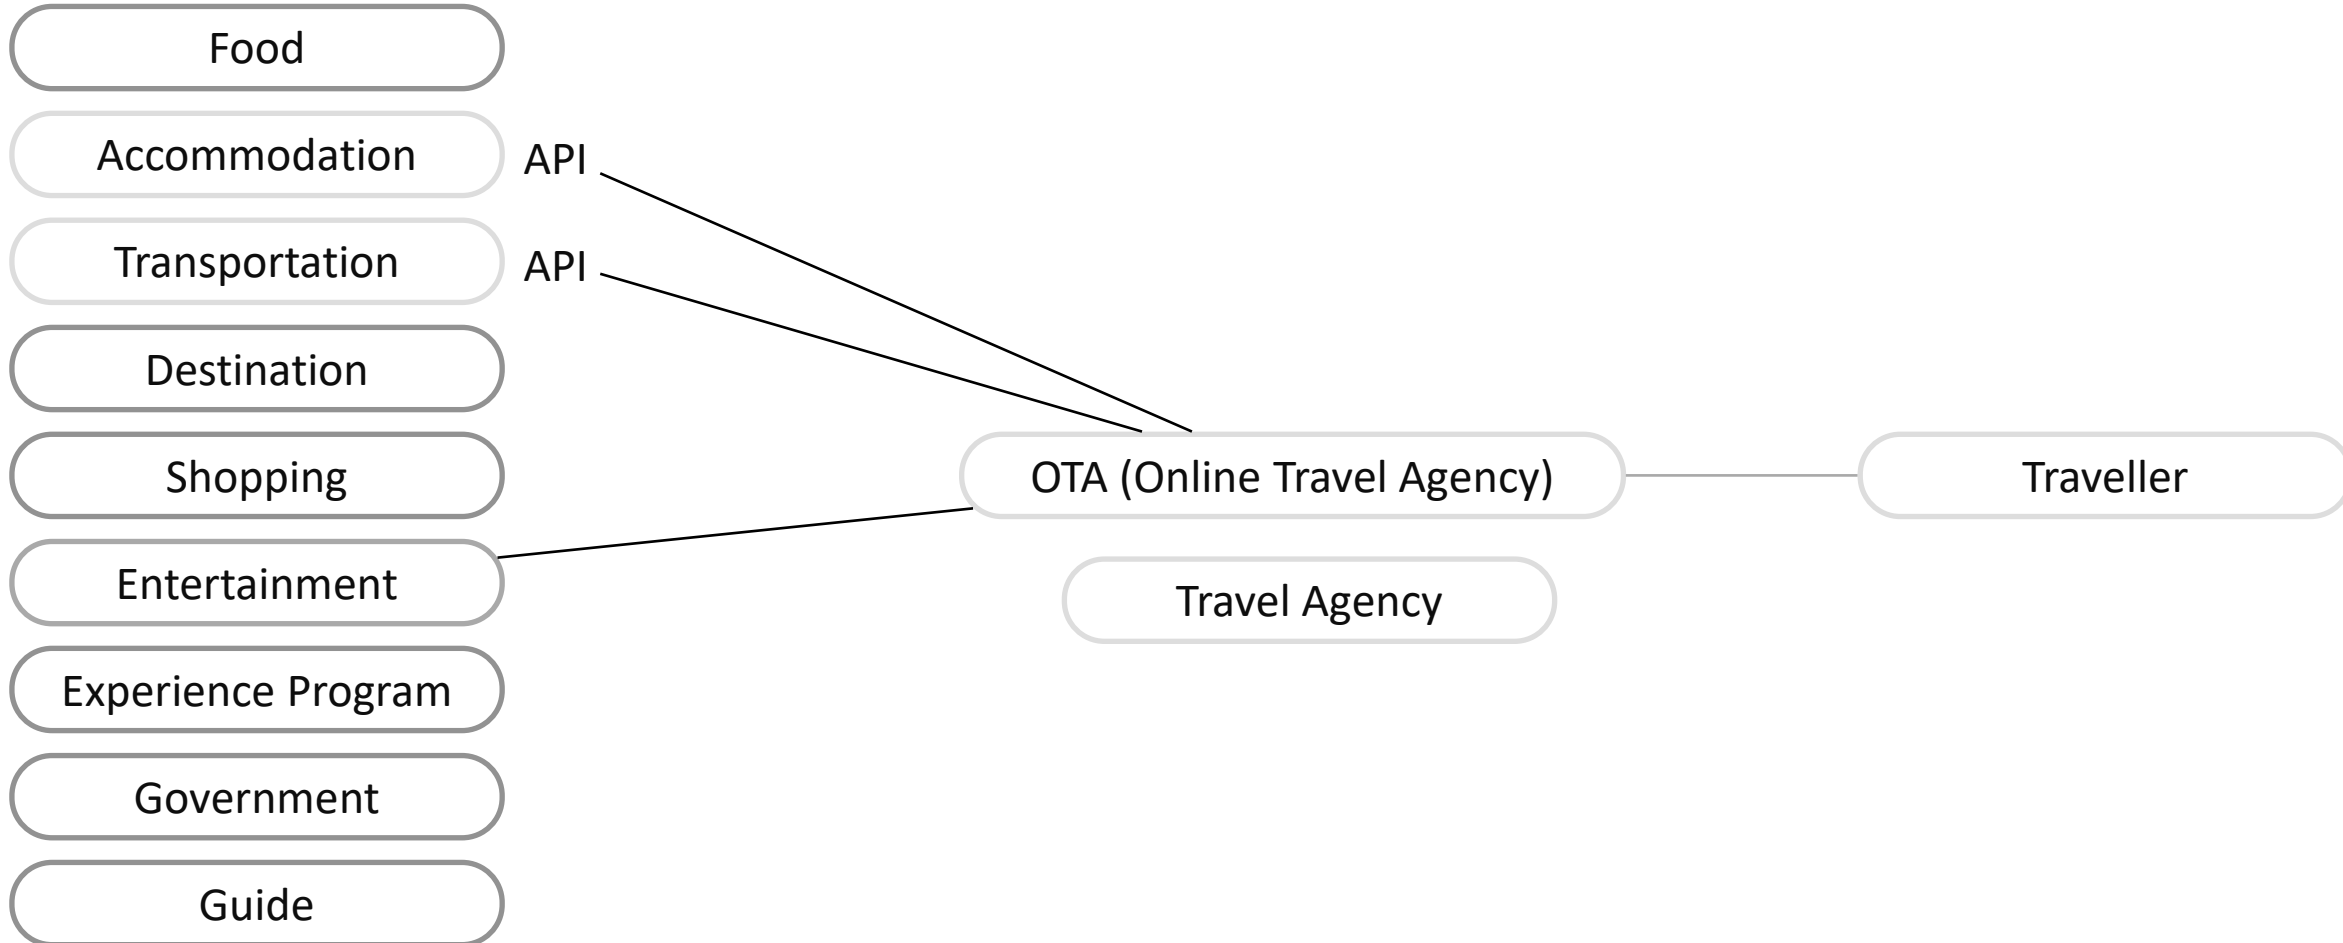 Food
Accommodation
API
Transportation
API
Destination
Shopping
OTA (Online Travel Agency)
Traveller
Entertainment
Travel Agency
Experience Program
Government
Guide